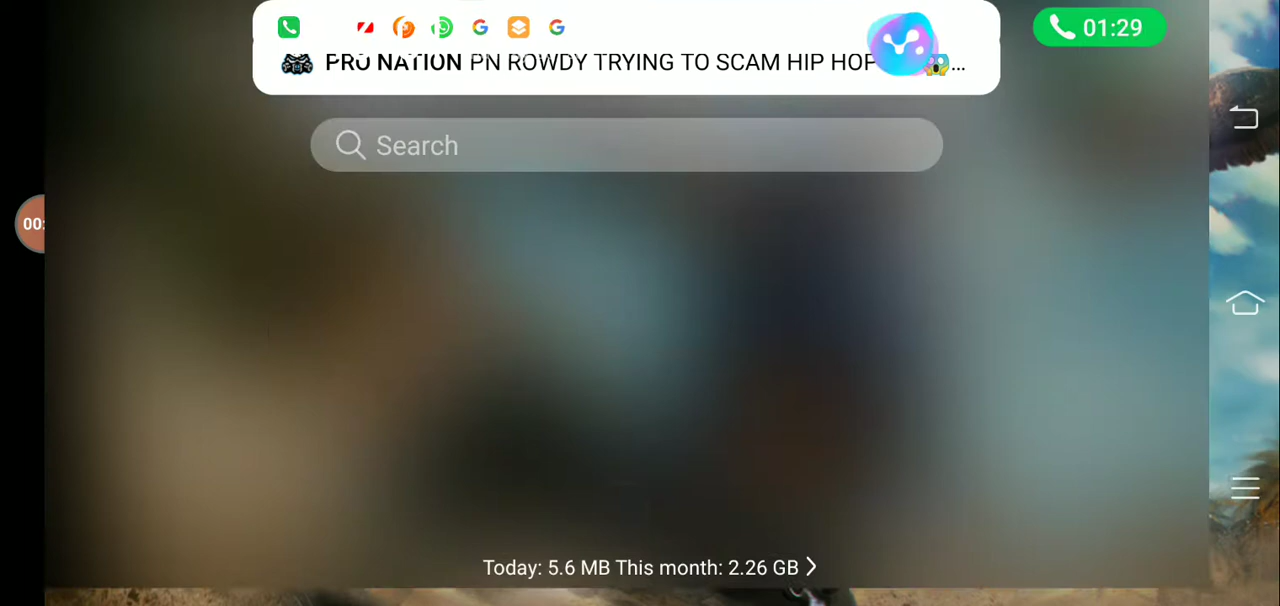 01:29
PRO NATION PN ROWDY TRYING TO SCAM HIP HOP 😱...
Search
00:
Today: 5.6 MB This month: 2.26 GB